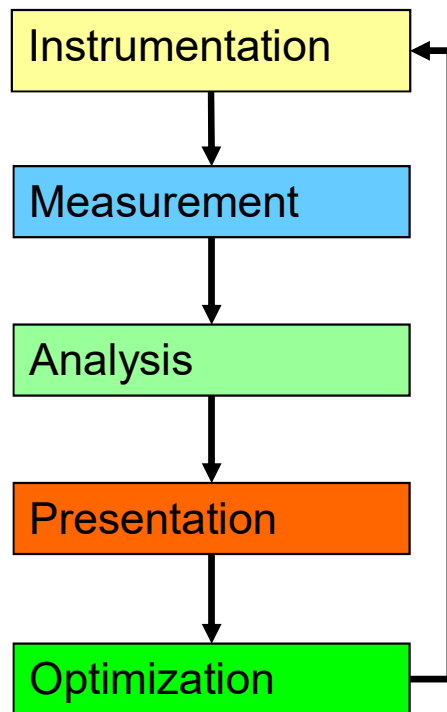 Instrumentation
Measurement
Analysis
Presentation
Optimization